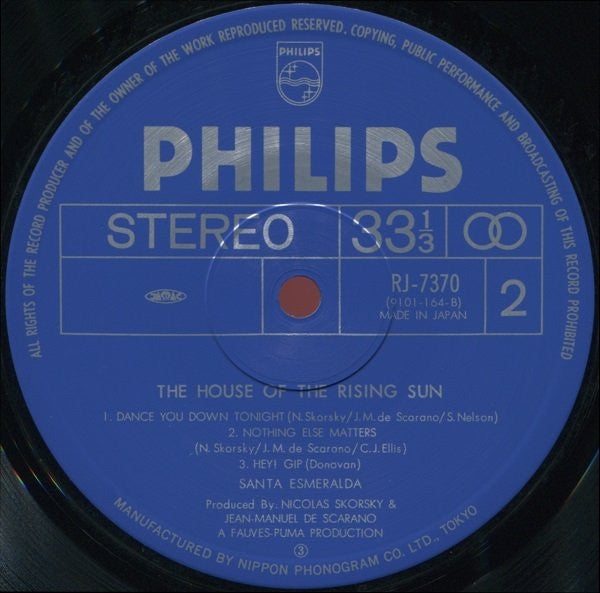 ALL RIGHTS OF THE RECORD PRODUCER AND OF THE OWNER OF THE WORK REPRODUCED RESERVED. COPYING, PUBLIC PERFORMANCE AND BROADCASTING OF THIS RECORD PROHIBITED
PHILIPS
PHILIPS
STEREO 33 1/3
RJ-7370
(9101-164-B)
MADE IN JAPAN
2
THE HOUSE OF THE RISING SUN
1. DANCE YOU DOWN TONIGHT (N. Skorsky/J. M. de Scarano/S. Nelson)
2. NOTHING ELSE MATTERS
(N. Skorsky/J. M. de Scarano/C. J. Ellis)
3. HEY! GIP (Donovan)
SANTA ESMERALDA
Produced By. NICOLAS SKORSKY &
JEAN-MANUEL DE SCARANO
A FAUVES-PUMA PRODUCTION
③
MANUFACTURED BY NIPPON PHONOGRAM CO. LTD., TOKYO